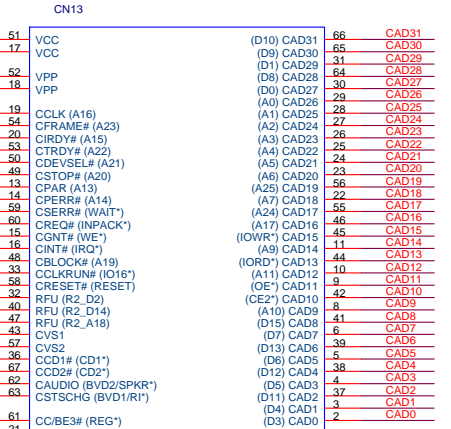 CN13
51 VCC (D10) CAD31 66 CAD31
17 VCC (D9) CAD30 65 CAD30
(D1) CAD29 31 CAD29
52 VPP (D8) CAD28 64 CAD28
18 VPP (D0) CAD27 30 CAD27
(A0) CAD26 29 CAD26
19 CCLK (A16) (A1) CAD25 28 CAD25
54 CFRAME# (A23) (A2) CAD24 27 CAD24
20 CIRDY# (A15) (A3) CAD23 26 CAD23
53 CTRDY# (A22) (A4) CAD22 25 CAD22
50 CDEVSEL# (A21) (A5) CAD21 24 CAD21
49 CSTOP# (A20) (A6) CAD20 23 CAD20
13 CPAR (A13) (A25) CAD19 56 CAD19
14 CPERR# (A14) (A7) CAD18 22 CAD18
59 CSERR# (WAIT*) (A24) CAD17 55 CAD17
60 CREQ# (INPACK*) (A17) CAD16 46 CAD16
15 CGNT# (WE*) (IOWR*) CAD15 45 CAD15
16 CINT# (IRQ*) (A9) CAD14 11 CAD14
48 CBLOCK# (A19) (IORD*) CAD13 44 CAD13
33 CCLKRUN# (IO16*) (A11) CAD12 10 CAD12
58 CRESET# (RESET) (OE*) CAD11 9 CAD11
32 RFU (R2_D2) (CE2*) CAD10 42 CAD10
40 RFU (R2_D14) (A10) CAD9 8 CAD9
47 RFU (R2_A18) (D15) CAD8 41 CAD8
43 CVS1 (D7) CAD7 6 CAD7
57 CVS2 (D13) CAD6 39 CAD6
36 CCD1# (CD1*) (D6) CAD5 5 CAD5
67 CCD2# (CD2*) (D12) CAD4 38 CAD4
62 CAUDIO (BVD2/SPKR*) (D5) CAD3 4 CAD3
63 CSTSCHG (BVD1/RI*) (D11) CAD2 37 CAD2
(D4) CAD1 3 CAD1
61 CC/BE3# (REG*) (D3) CAD0 2 CAD0